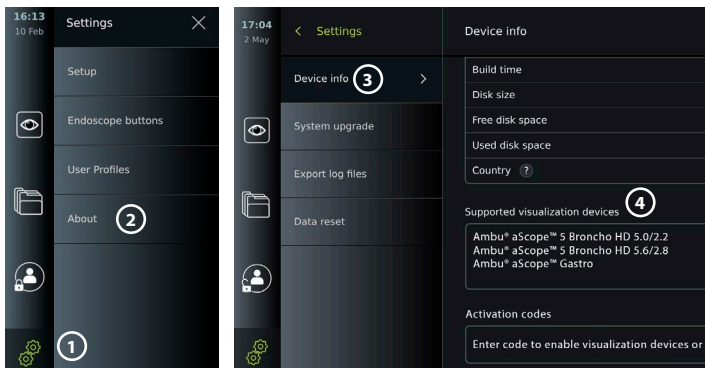 16:13
10 Feb
Settings
Setup
Endoscope buttons
User Profiles
About
2
1
17:04
2 May
Settings
Device info
3
System upgrade
Export log files
Data reset
Device info
Build time
Disk size
Free disk space
Used disk space
Country ?
4
Supported visualization devices
Ambu® aScope™ 5 Broncho HD 5.0/2.2
Ambu® aScope™ 5 Broncho HD 5.6/2.8
Ambu® aScope™ Gastro
Activation codes
Enter code to enable visualization devices or